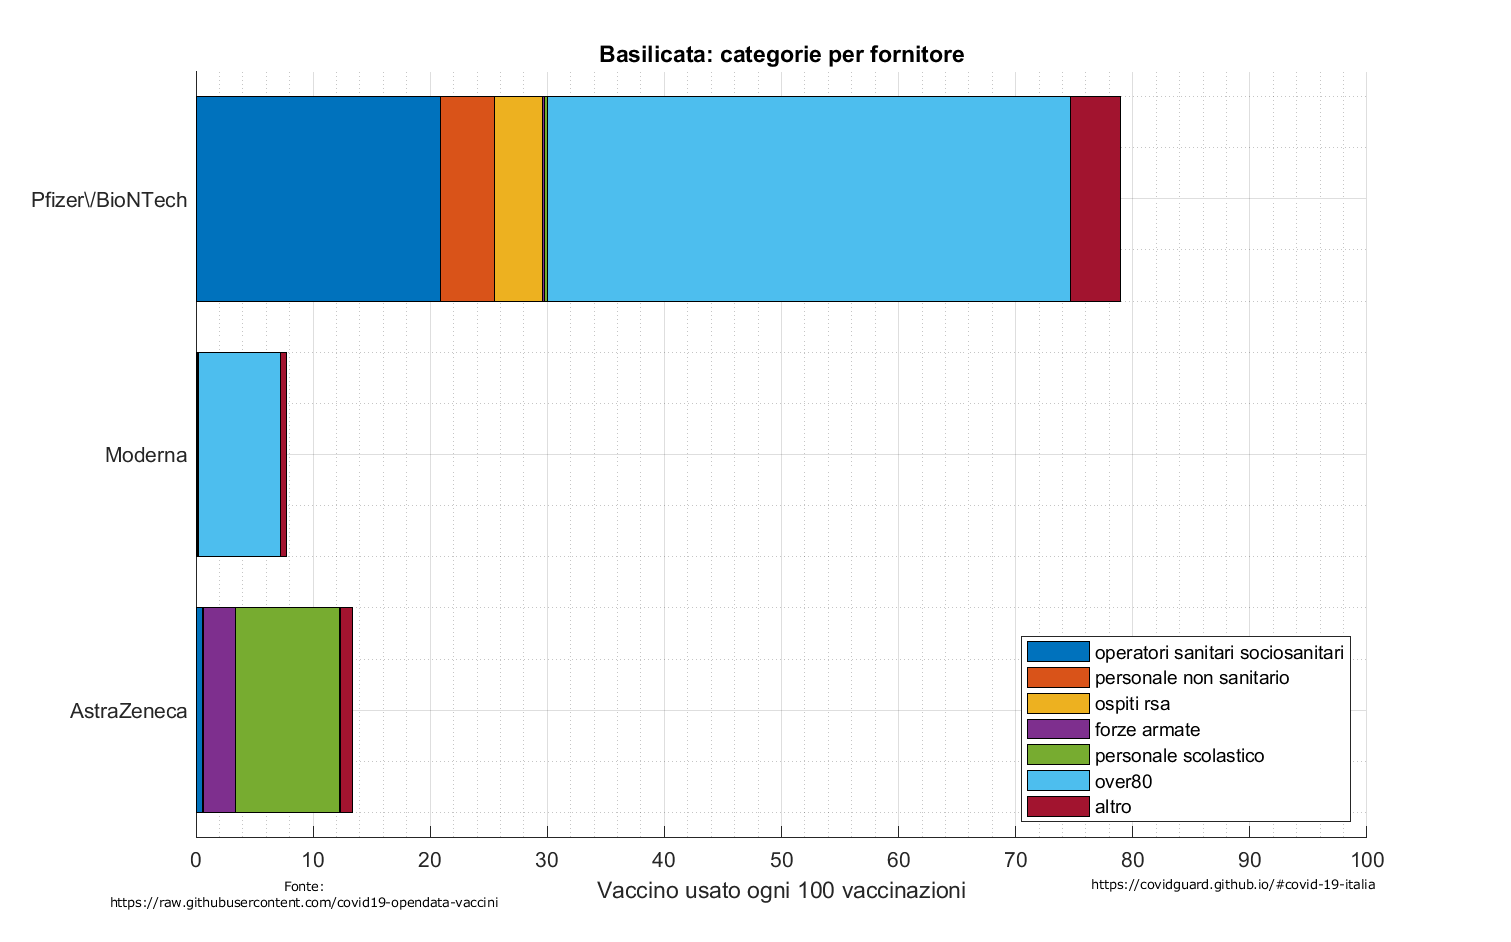 Basilicata: categorie per fornitore
Pfizer\/BioNTech
Moderna
AstraZeneca
operatori sanitari sociosanitari
personale non sanitario
ospiti rsa
forze armate
personale scolastico
over80
altro
0 10 20 30 40 50 60 70 80 90 100
Vaccino usato ogni 100 vaccinazioni
Fonte:
https://raw.githubusercontent.com/covid19-opendata-vaccini
https://covidguard.github.io/#covid-19-italia